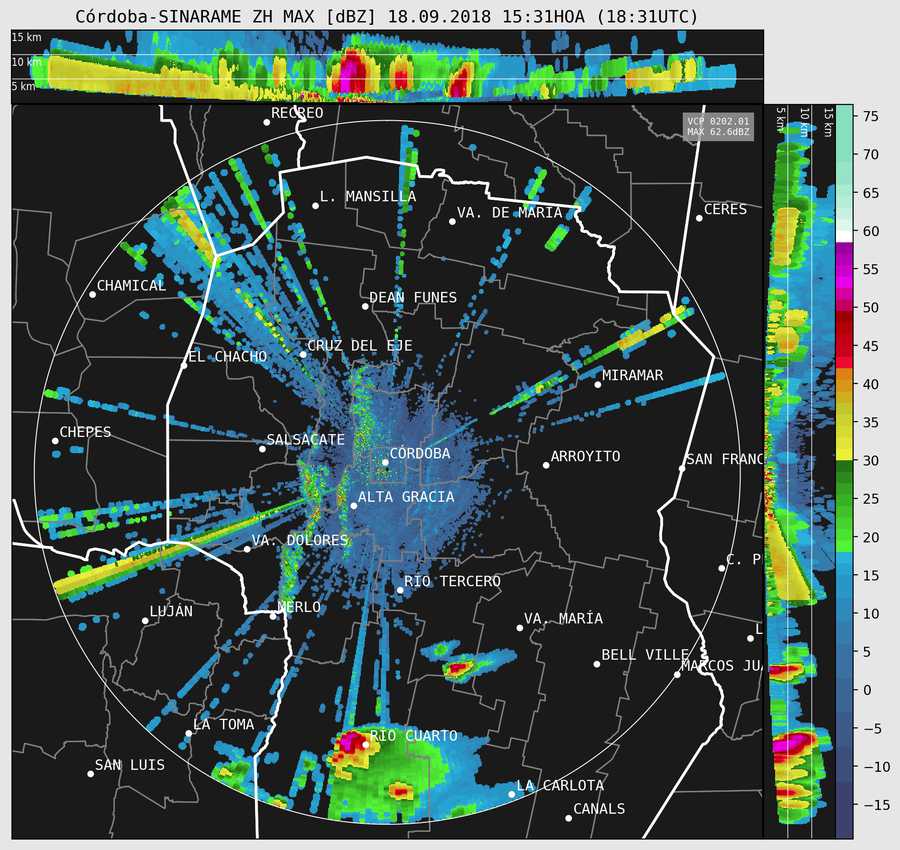 Córdoba-SINARAME ZH MAX [dBZ] 18.09.2018 15:31HOA (18:31UTC)
15 km
10 km
5 km
RECREO
VCP 0202.01
MAX 62.6dBZ
5 km
10 km
15 km
L. MANSILLA
VA. DE MARIA
CERES
CHAMICAL
DEAN FUNES
CRUZ DEL EJE
EL CHACHO
MIRAMAR
CHEPES
SALSACATE
CÓRDOBA
ARROYITO
SAN FRANC
ALTA GRACIA
VA. DOLORES
C. P
RÍO TERCERO
LUJÁN
MERLO
VA. MARÍA
L
BELL VILLE
MARCOS JUA
LA TOMA
RÍO CUARTO
SAN LUIS
LA CARLOTA
CANALS
75
70
65
60
55
50
45
40
35
30
25
20
15
10
5
0
−5
−10
−15